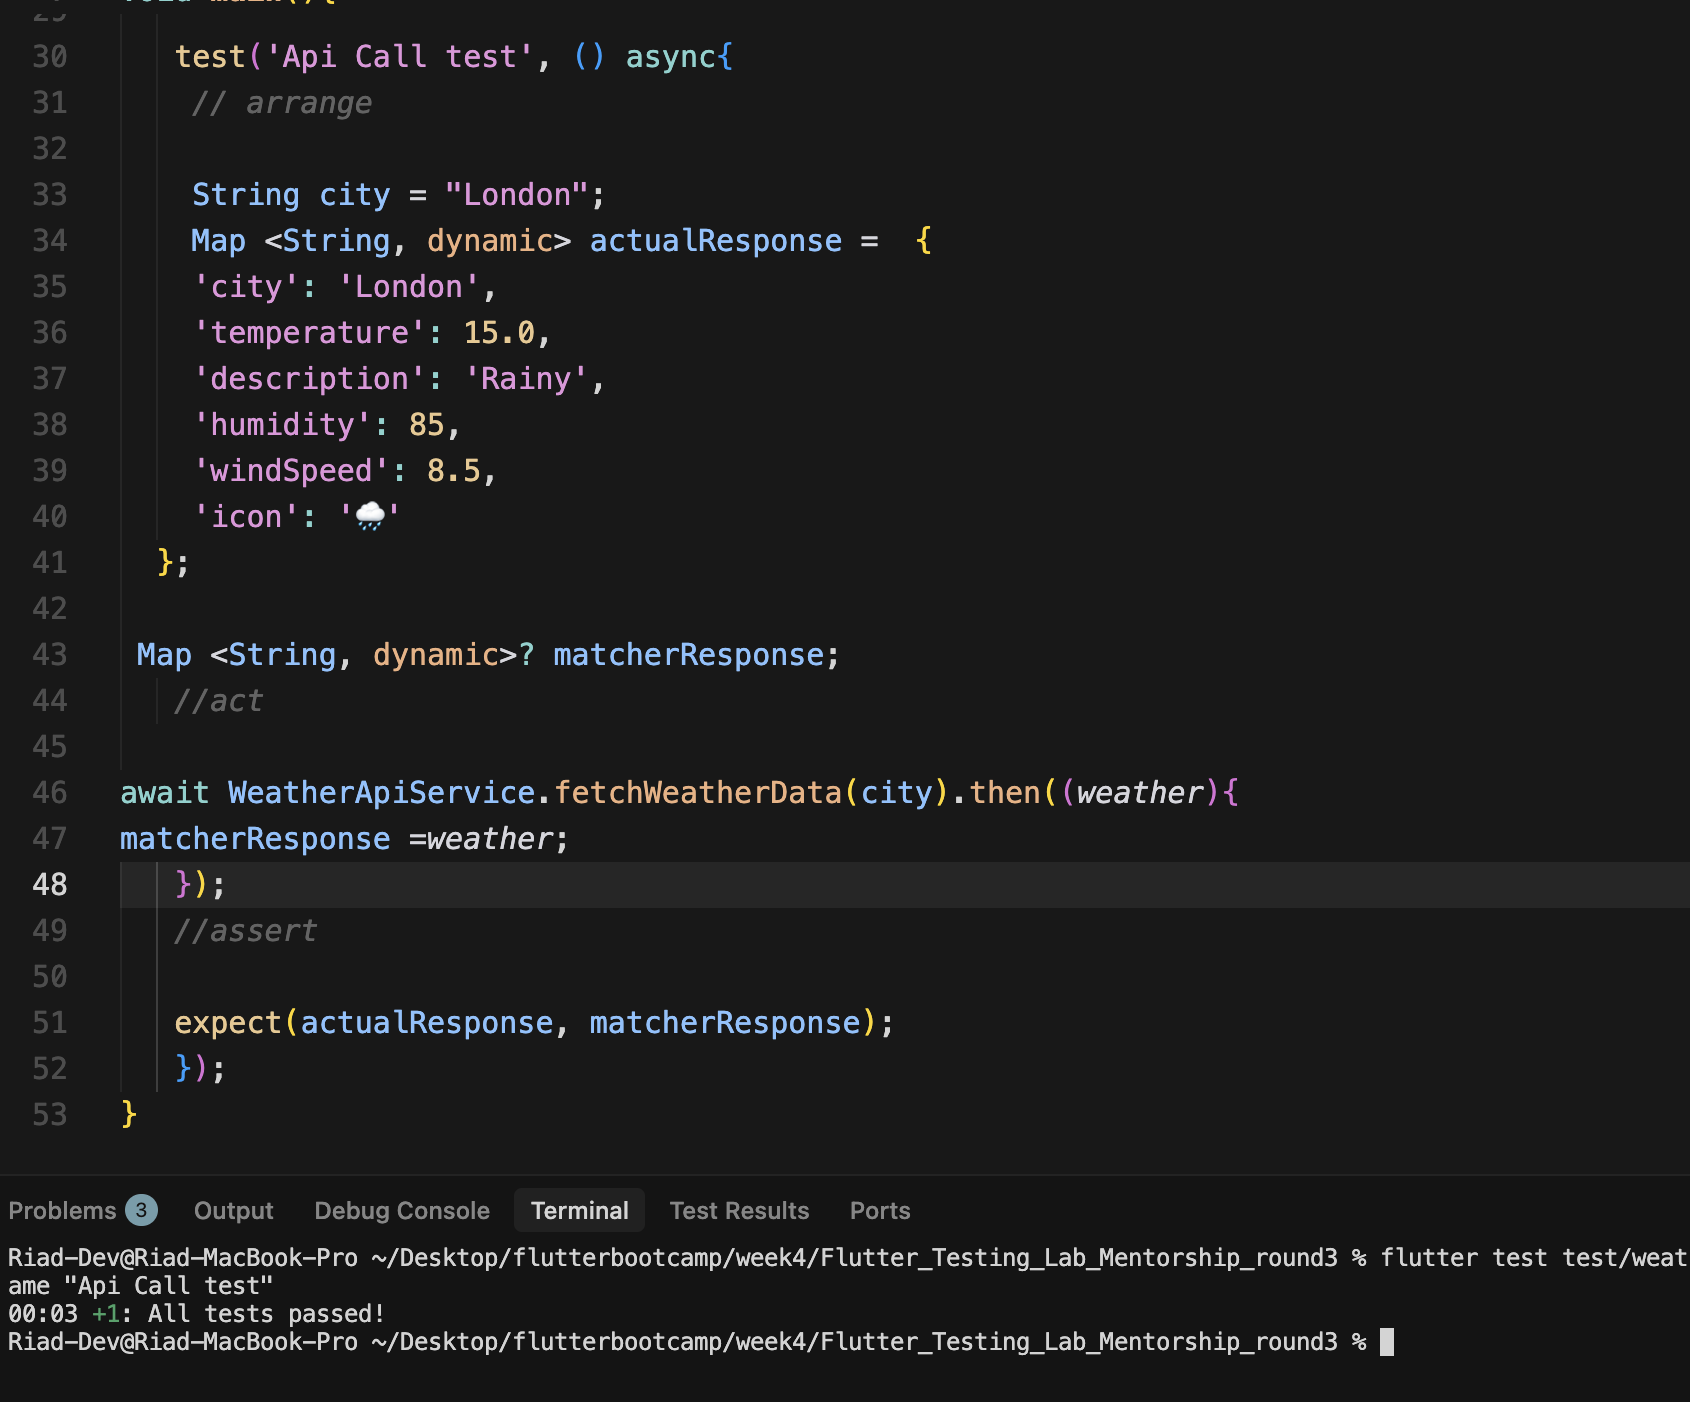 29 void main(){
30 test('Api Call test', () async{
31 // arrange
32
33 String city = "London";
34 Map <String, dynamic> actualResponse =  {
35 'city': 'London',
36 'temperature': 15.0,
37 'description': 'Rainy',
38 'humidity': 85,
39 'windSpeed': 8.5,
40 'icon': '🌧️'
41 };
42
43 Map <String, dynamic>? matcherResponse;
44 //act
45
46 await WeatherApiService.fetchWeatherData(city).then((weather){
47 matcherResponse =weather;
48 });
49 //assert
50
51 expect(actualResponse, matcherResponse);
52 });
53 }
Problems 3 Output Debug Console Terminal Test Results Ports
Riad-Dev@Riad-MacBook-Pro ~/Desktop/flutterbootcamp/week4/Flutter_Testing_Lab_Mentorship_round3 % flutter test test/weat
ame "Api Call test"
00:03 +1: All tests passed!
Riad-Dev@Riad-MacBook-Pro ~/Desktop/flutterbootcamp/week4/Flutter_Testing_Lab_Mentorship_round3 %